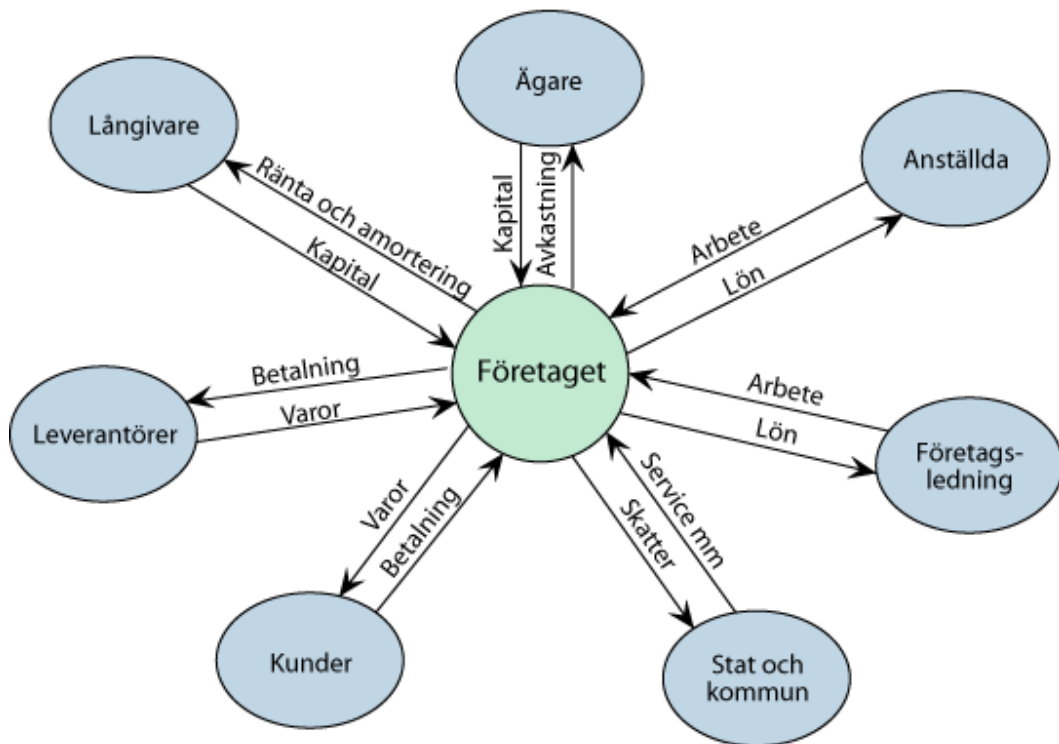 Ägare
Långivare
Anställda
Ränta och amortering
Kapital
Kapital
Avkastning
Arbete
Lön
Företaget
Betalning
Varor
Leverantörer
Arbete
Lön
Företags-
ledning
Varor
Betalning
Service mm
Skatter
Kunder
Stat och
kommun